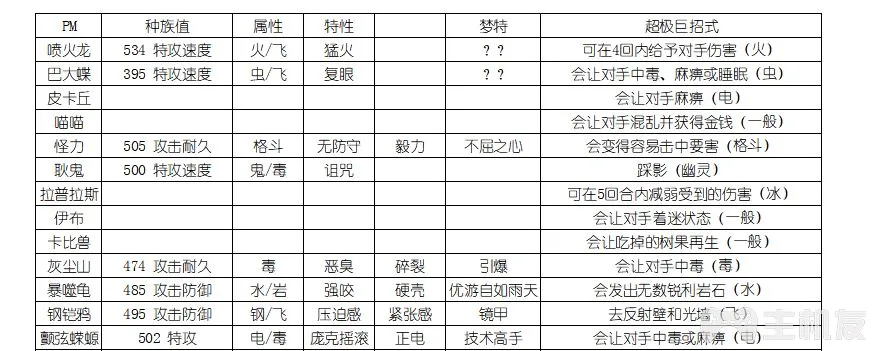 PM 种族值 属性 特性 梦特 超极巨招式
喷火龙 534 特攻速度 火/飞 猛火 ?? 可在4回内给予对手伤害（火）
巴大蝶 395 特攻速度 虫/飞 复眼 ?? 会让对手中毒、麻痹或睡眠（虫）
皮卡丘 会让对手麻痹（电）
喵喵 会让对手混乱并获得金钱（一般）
怪力 505 攻击耐久 格斗 无防守 毅力 不屈之心 会变得容易击中要害（格斗）
耿鬼 500 特攻速度 鬼/毒 诅咒 踩影（幽灵）
拉普拉斯 可在5回合内减弱受到的伤害（冰）
伊布 会让对手着迷状态（一般）
卡比兽 会让吃掉的树果再生（一般）
灰尘山 474 攻击耐久 毒 恶臭 碎裂 引爆 会让对手中毒（毒）
暴噬龟 485 攻击防御 水/岩 强咬 硬壳 优游自如雨天 会发出无数锐利岩石（水）
钢铠鸦 495 攻击防御 钢/飞 压迫感 紧张感 镜甲 去反射壁和光墙（飞）
颤弦蝾螈 502 特攻 电/毒 庞克摇滚 正电 技术高手 会让对手中毒或麻痹（电）
主机友